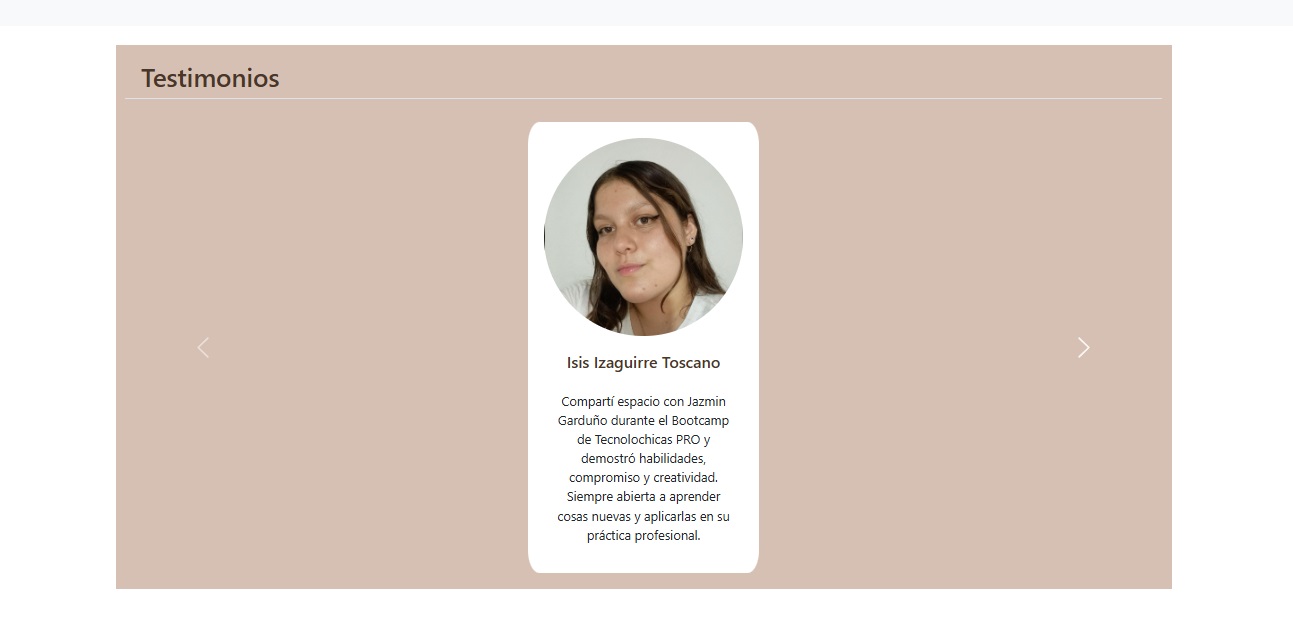 Testimonios
Isis Izaguirre Toscano
Compartí espacio con Jazmin
Garduño durante el Bootcamp
de Tecnolochicas PRO y
demostró habilidades,
compromiso y creatividad.
Siempre abierta a aprender
cosas nuevas y aplicarlas en su
práctica profesional.